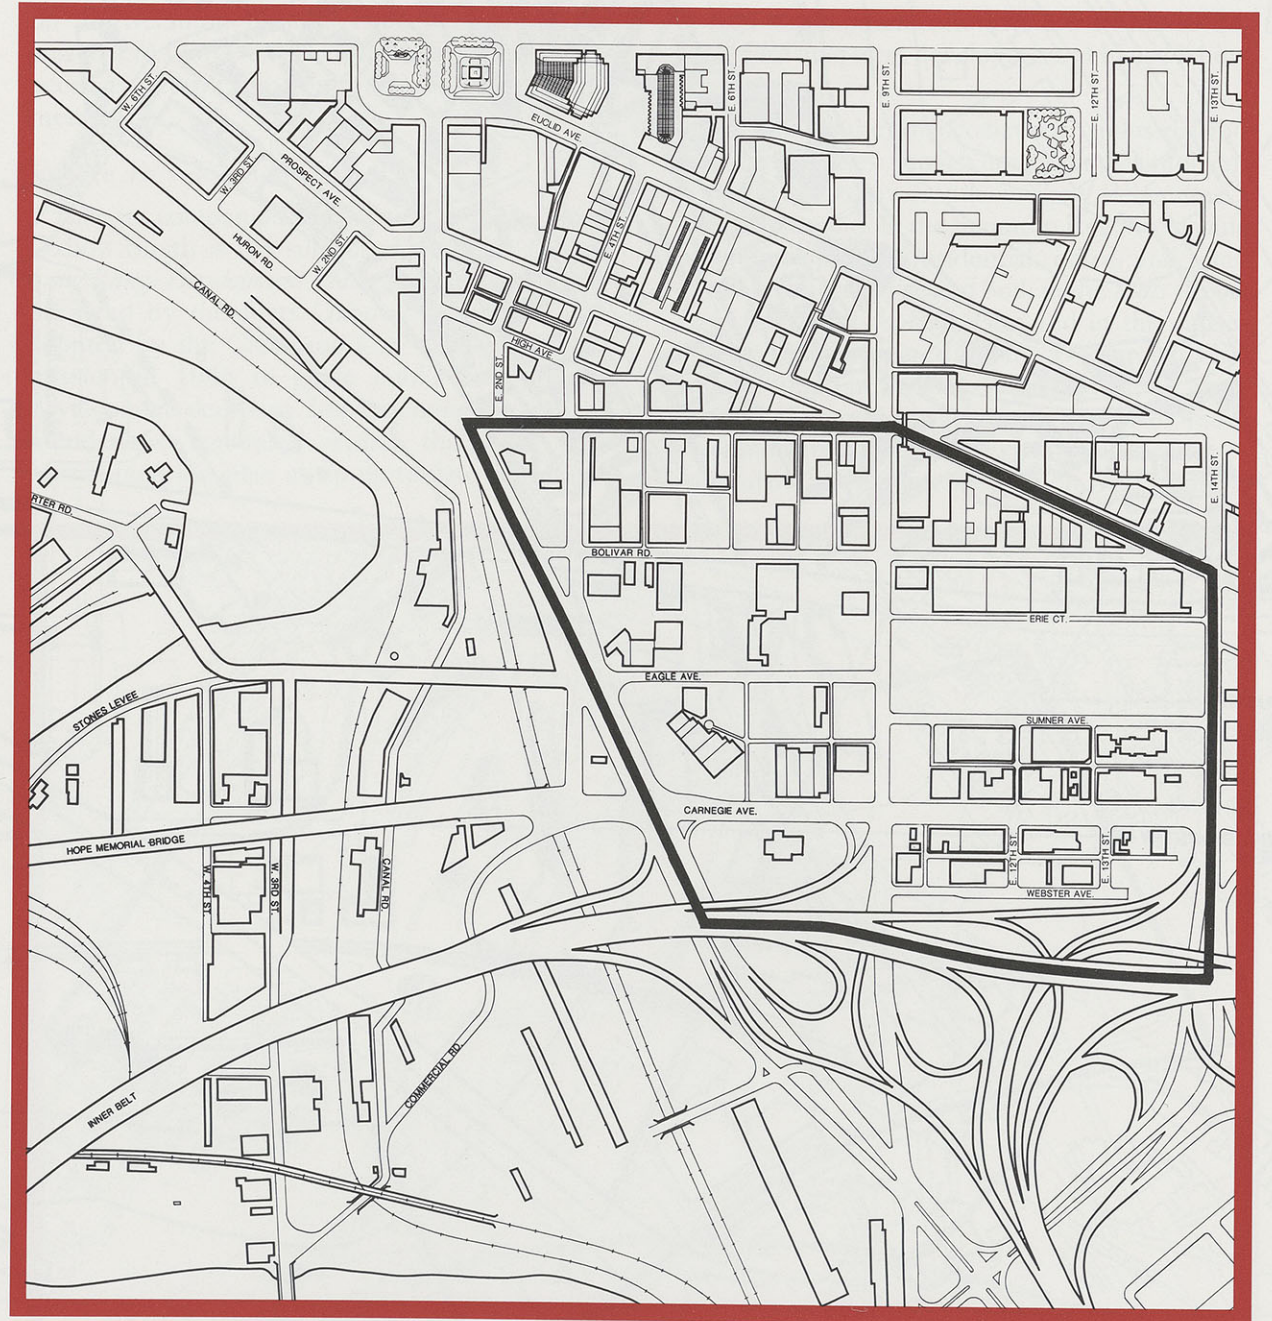 W. 6TH ST.
E. 6TH ST.
E. 9TH ST.
E. 12TH ST.
13TH ST.
EUCLID AVE.
PROSPECT AVE.
W. 3RD ST.
HURON RD.
W. 2ND ST.
E. 4TH ST.
CANAL RD.
HIGH AVE.
E. 2ND ST.
E. 14TH ST.
RTER RD.
BOLIVAR RD.
ERIE CT.
EAGLE AVE.
STONES LEVEE
SUMNER AVE.
CARNEGIE AVE.
HOPE MEMORIAL BRIDGE
W. 4TH ST.
W. 3RD ST.
CANAL RD.
E. 12TH ST.
E. 13TH ST.
WEBSTER AVE.
COMMERCIAL RD.
INNER BELT